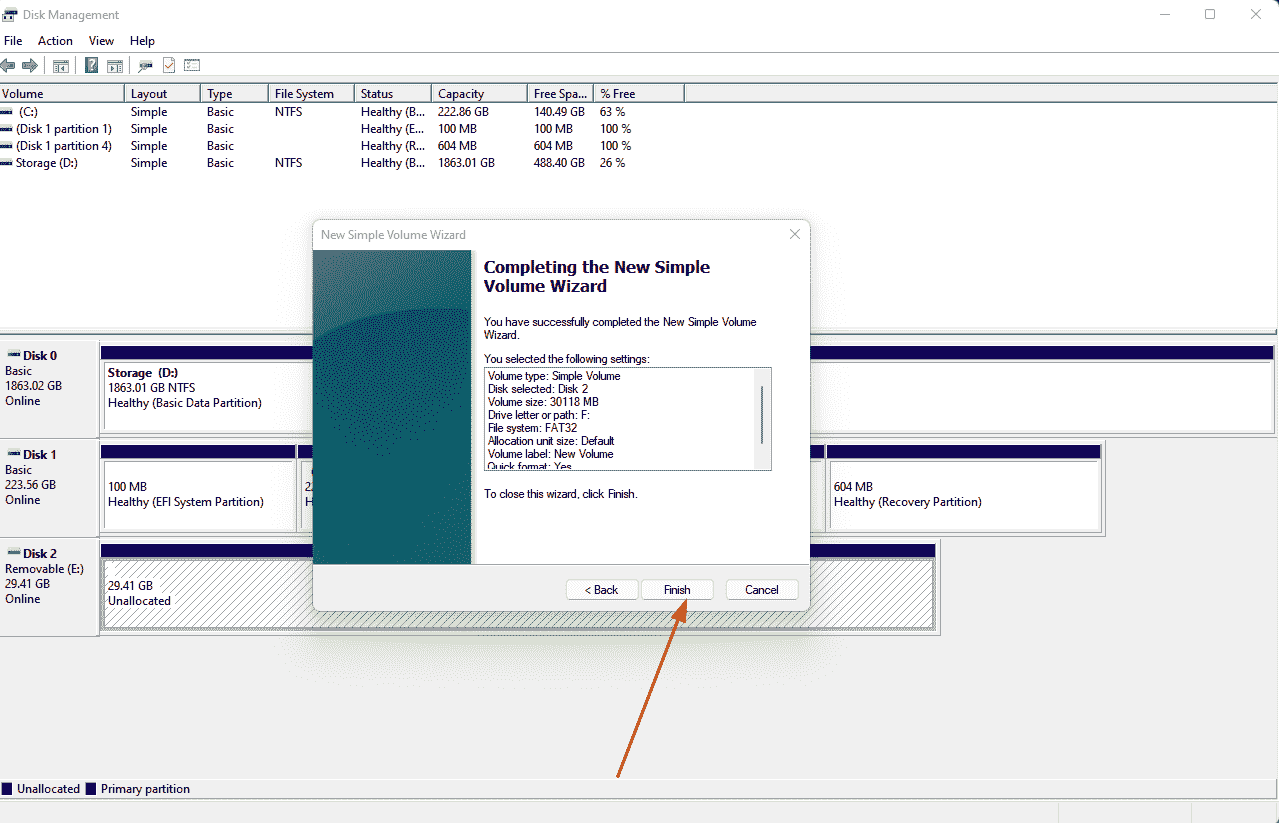 Disk Management
File Action View Help
Volume Layout Type File System Status Capacity Free Spa... % Free
(C:) Simple Basic NTFS Healthy (B... 222.86 GB 140.49 GB 63 %
(Disk 1 partition 1) Simple Basic Healthy (E... 100 MB 100 MB 100 %
(Disk 1 partition 4) Simple Basic Healthy (R... 604 MB 604 MB 100 %
Storage (D:) Simple Basic NTFS Healthy (B... 1863.01 GB 488.40 GB 26 %
New Simple Volume Wizard
Completing the New Simple
Volume Wizard
You have successfully completed the New Simple Volume
Wizard.
You selected the following settings:
Volume type: Simple Volume
Disk selected: Disk 2
Volume size: 30118 MB
Drive letter or path: F:
File system: FAT32
Allocation unit size: Default
Volume label: New Volume
Quick format: Yes
To close this wizard, click Finish.
< Back Finish Cancel
Disk 0
Basic
1863.02 GB
Online
Storage (D:)
1863.01 GB NTFS
Healthy (Basic Data Partition)
Disk 1
Basic
223.56 GB
Online
100 MB
Healthy (EFI System Partition)
604 MB
Healthy (Recovery Partition)
Disk 2
Removable (E:)
29.41 GB
Online
29.41 GB
Unallocated
Unallocated Primary partition